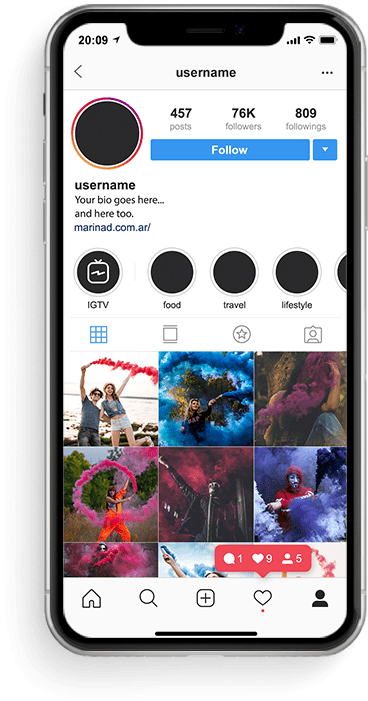 20:09
username
457 76K 809
posts followers followings
Follow
username
Your bio goes here...
and here too.
marinad.com.ar/
IGTV food travel lifestyle
1 9 5